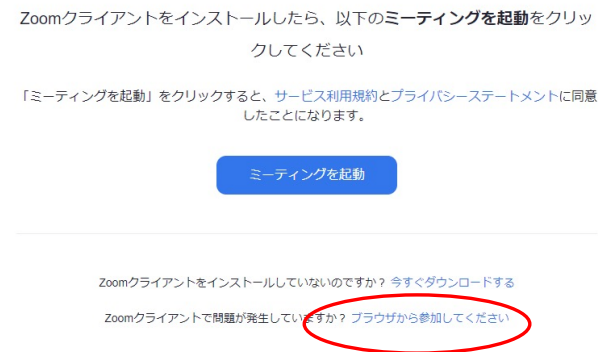 Zoomクライアントをインストールしたら、以下のミーティングを起動をクリッ
クしてください
「ミーティングを起動」をクリックすると、サービス利用規約とプライバシーステートメントに同意
したことになります。
ミーティングを起動
Zoomクライアントをインストールしていないのですか？ 今すぐダウンロードする
Zoomクライアントで問題が発生していますか？ ブラウザから参加してください